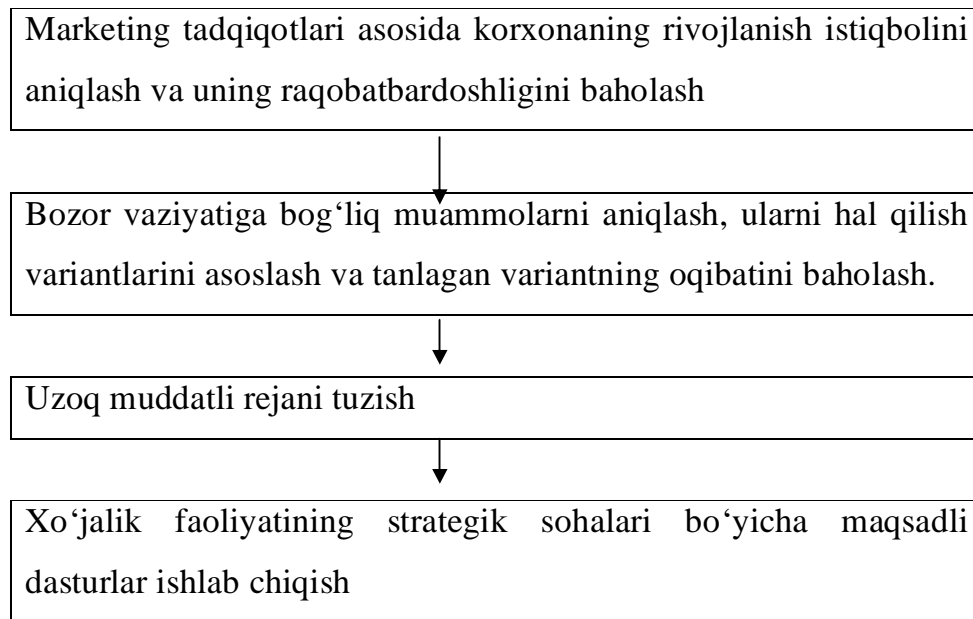 Marketing tadqiqotlari asosida korxonaning rivojlanish istiqbolini
aniqlash va uning raqobatbardoshligini baholash
Bozor vaziyatiga bog‘liq muammolarni aniqlash, ularni hal qilish
variantlarini asoslash va tanlagan variantning oqibatini baholash.
Uzoq muddatli rejani tuzish
Xo‘jalik faoliyatining strategik sohalari bo‘yicha maqsadli
dasturlar ishlab chiqish